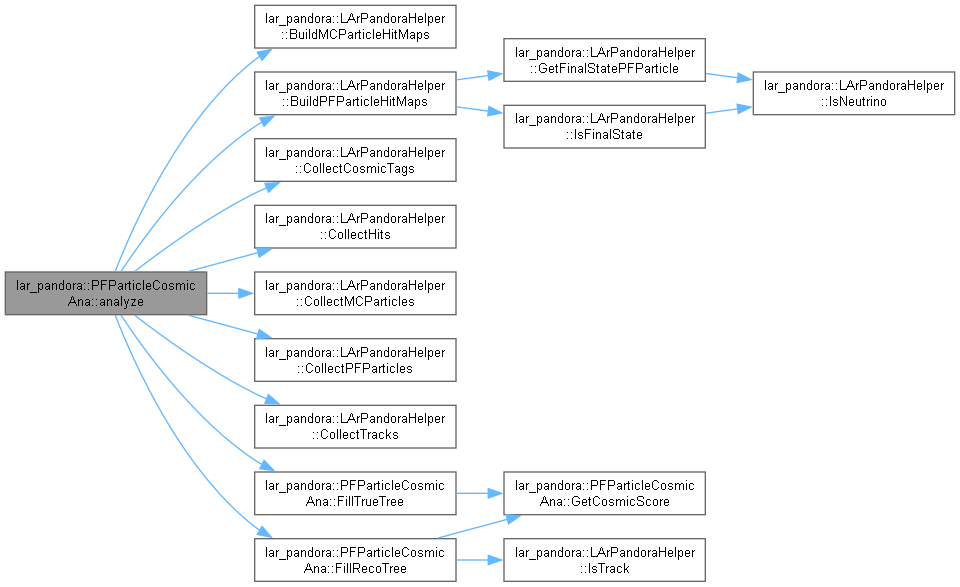 lar_pandora::PFParticleCosmic
Ana::analyze
lar_pandora::LArPandoraHelper
::BuildMCParticleHitMaps
lar_pandora::LArPandoraHelper
::BuildPFParticleHitMaps
lar_pandora::LArPandoraHelper
::CollectCosmicTags
lar_pandora::LArPandoraHelper
::CollectHits
lar_pandora::LArPandoraHelper
::CollectMCParticles
lar_pandora::LArPandoraHelper
::CollectPFParticles
lar_pandora::LArPandoraHelper
::CollectTracks
lar_pandora::PFParticleCosmic
Ana::FillTrueTree
lar_pandora::PFParticleCosmic
Ana::FillRecoTree
lar_pandora::LArPandoraHelper
::GetFinalStatePFParticle
lar_pandora::LArPandoraHelper
::IsFinalState
lar_pandora::PFParticleCosmic
Ana::GetCosmicScore
lar_pandora::LArPandoraHelper
::IsTrack
lar_pandora::LArPandoraHelper
::IsNeutrino